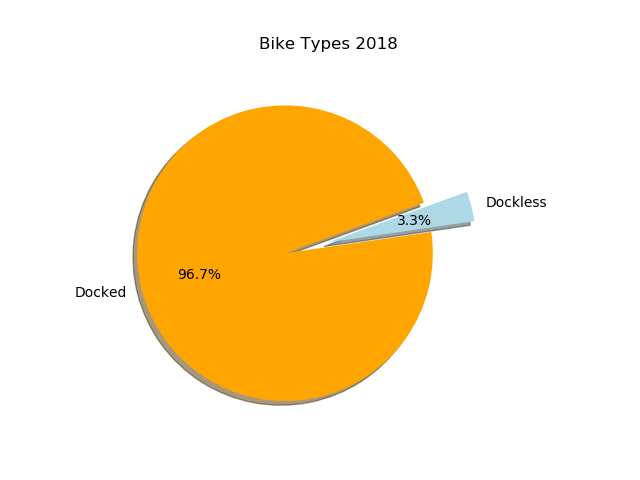 Bike Types 2018
Dockless
3.3%
96.7%
Docked